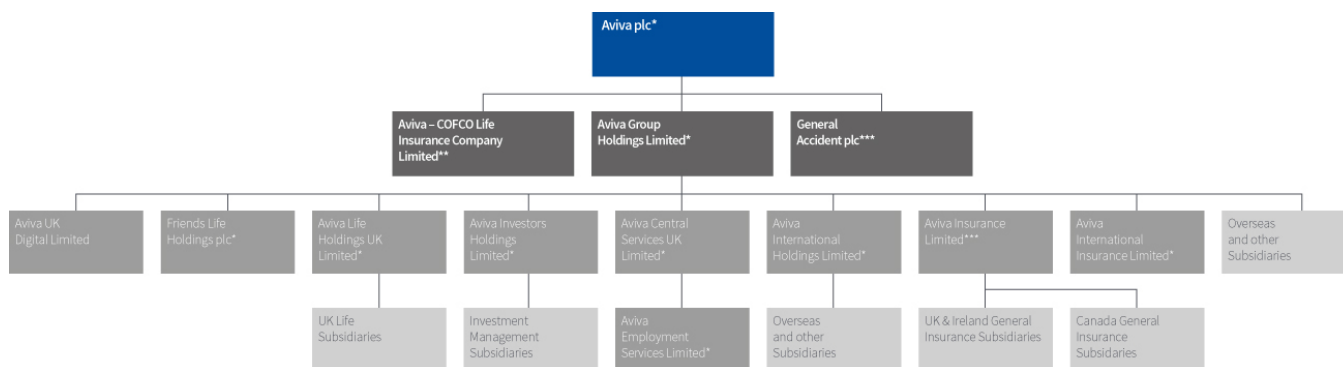 Aviva plc*
Aviva – COFCO Life
Insurance Company
Limited**
Aviva Group
Holdings Limited*
General
Accident plc***
Aviva UK
Digital Limited
Friends Life
Holdings plc*
Aviva Life
Holdings UK
Limited*
Aviva Investors
Holdings
Limited*
Aviva Central
Services UK
Limited*
Aviva
International
Holdings Limited*
Aviva Insurance
Limited***
Aviva
International
Insurance Limited*
Overseas
and other
Subsidiaries
UK Life
Subsidiaries
Investment
Management
Subsidiaries
Aviva
Employment
Services Limited*
Overseas
and other
Subsidiaries
UK & Ireland General
Insurance Subsidiaries
Canada General
Insurance
Subsidaries